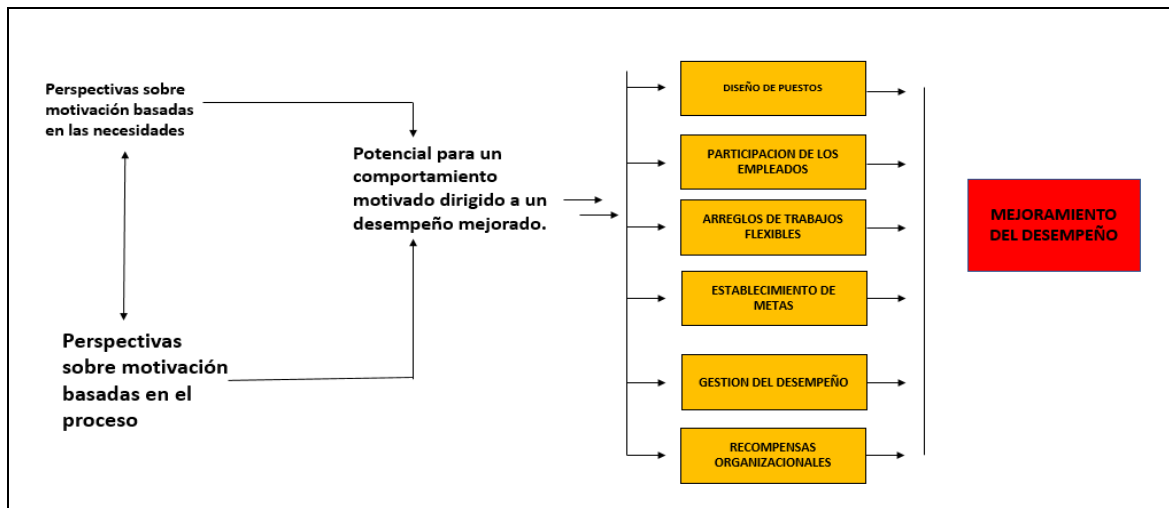 Perspectivas sobre
motivación basadas
en las necesidades
Perspectivas
sobre motivación
basadas en el
proceso
Potencial para un
comportamiento
motivado dirigido a un
desempeño mejorado.
DISEÑO DE PUESTOS
PARTICIPACION DE LOS
EMPLEADOS
ARREGLOS DE TRABAJOS
FLEXIBLES
ESTABLECIMIENTO DE
METAS
GESTION DEL DESEMPEÑO
RECOMPENSAS
ORGANIZACIONALES
MEJORAMIENTO
DEL DESEMPEÑO